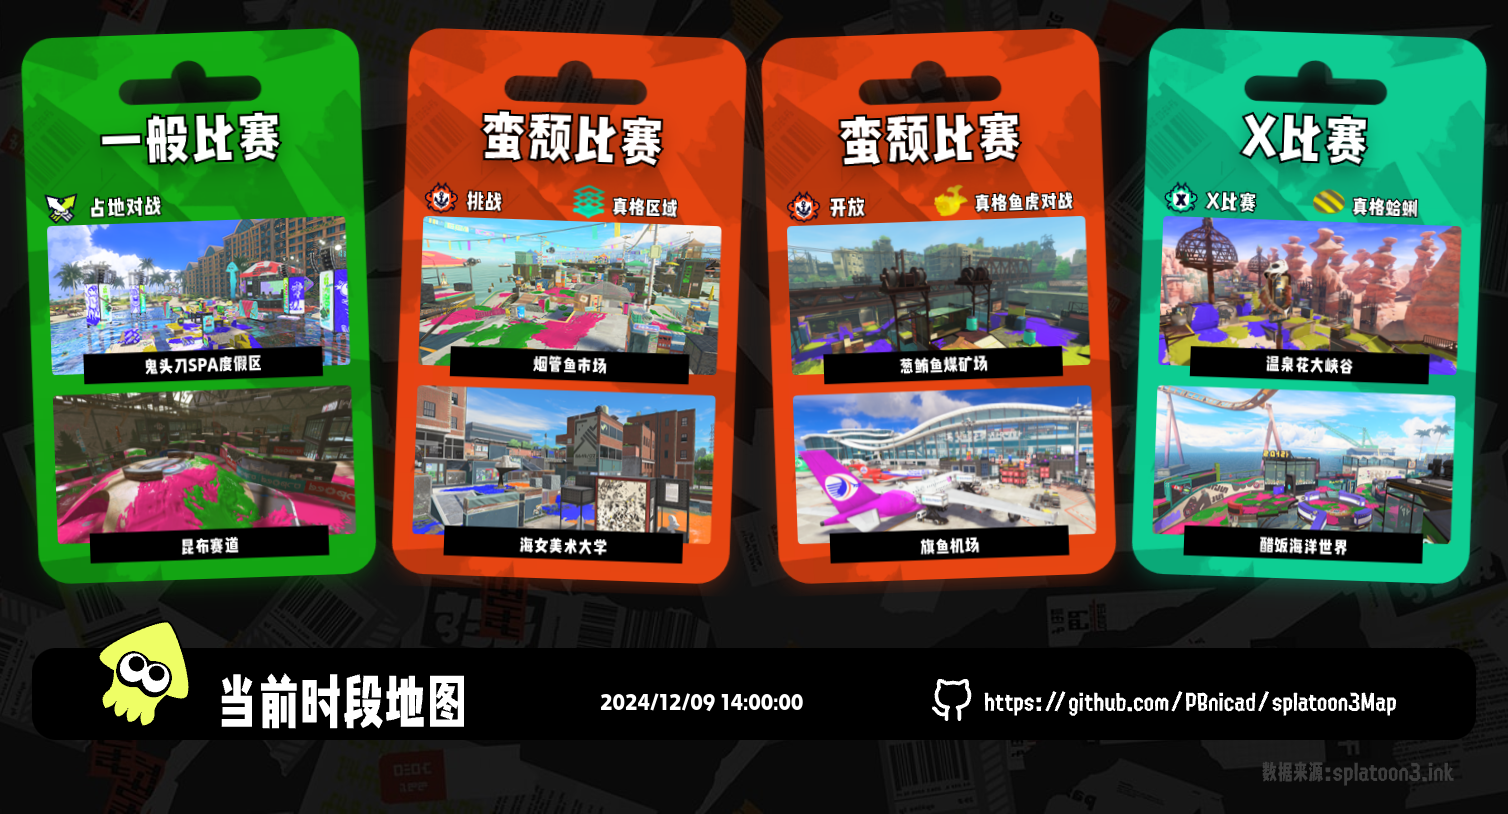 一般比赛
占地对战
鬼头刀SPA度假区
昆布赛道
蛮颓比赛
挑战
真格区域
烟管鱼市场
海女美术大学
蛮颓比赛
开放
真格鱼虎对战
葱鲔鱼煤矿场
旗鱼机场
X比赛
X比赛
真格蛤蜊
温泉花大峡谷
醋饭海洋世界
当前时段地图
2024/12/09 14:00:00
https://github.com/PBnicad/splatoon3Map
数据来源:splatoon3.ink